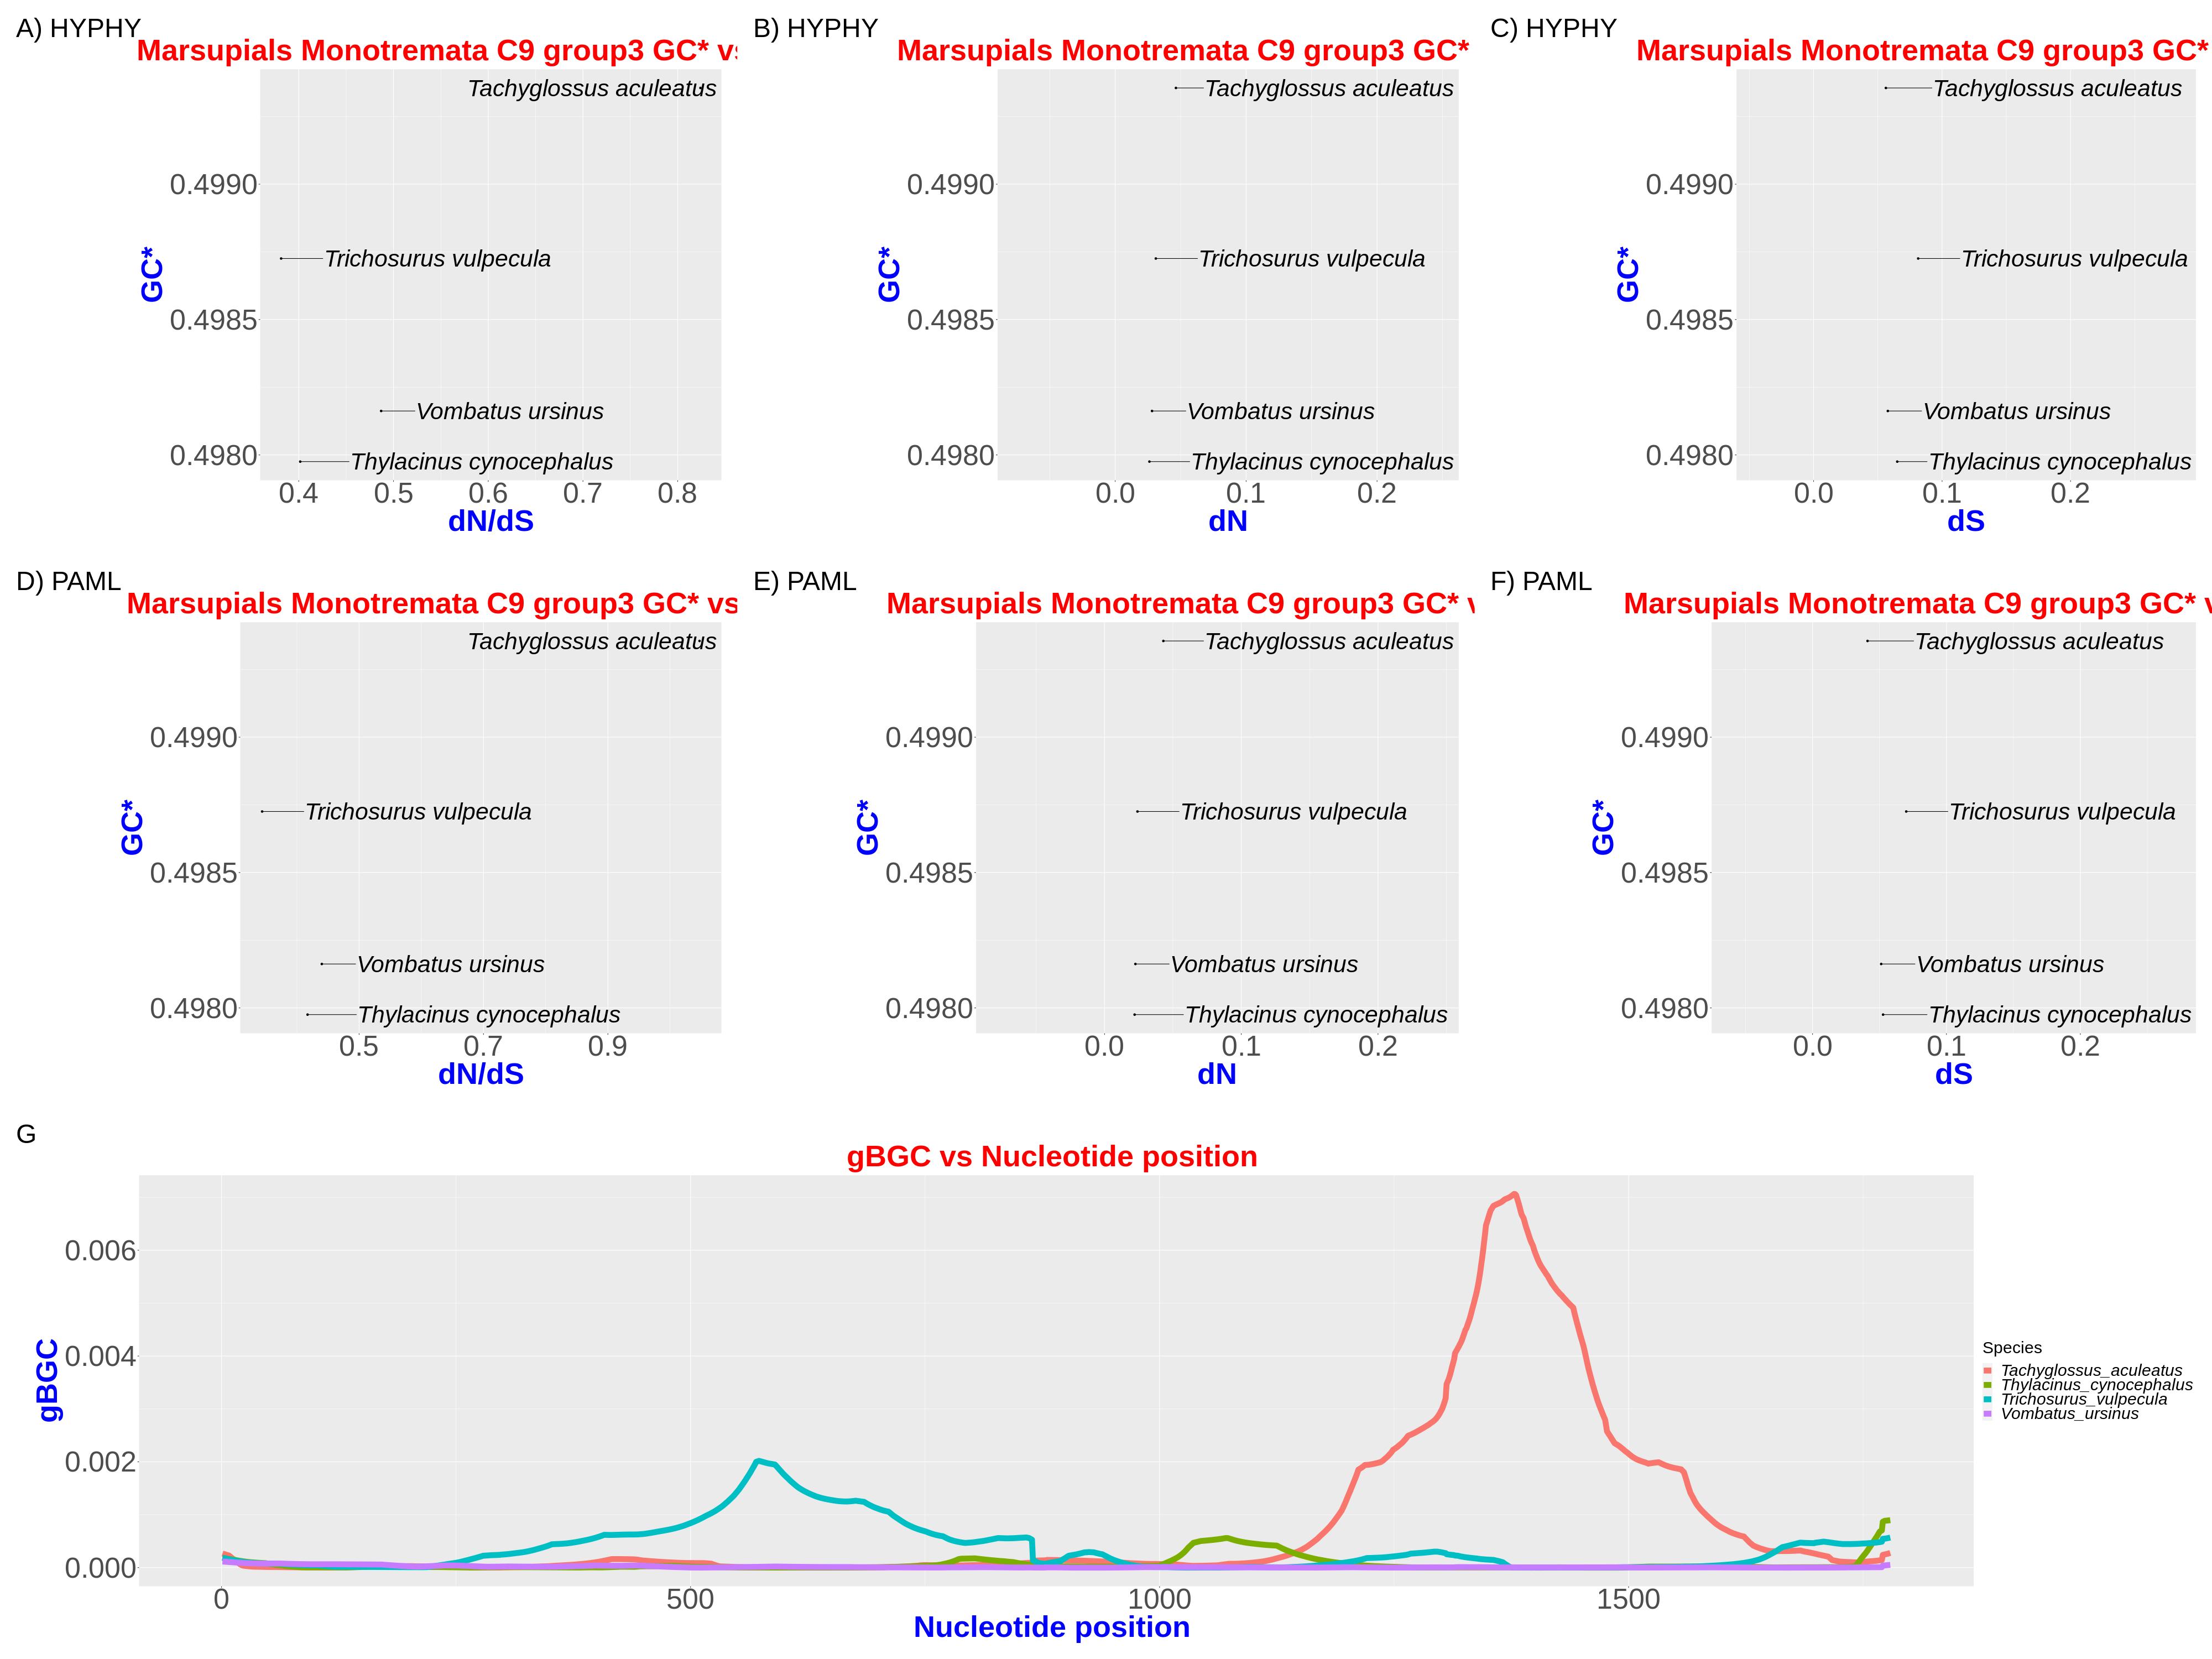 A) HYPHY
Marsupials Monotremata C9 group3 GC* vs
Tachyglossus aculeatus
0.4990
Trichosurus vulpecula
0.4985
Vombatus ursinus
0.4980
Thylacinus cynocephalus
0.4 0.5 0.6 0.7 0.8
GC*
dN/dS
B) HYPHY
Marsupials Monotremata C9 group3 GC*
Tachyglossus aculeatus
0.4990
Trichosurus vulpecula
0.4985
Vombatus ursinus
0.4980
Thylacinus cynocephalus
0.0 0.1 0.2
GC*
dN
C) HYPHY
Marsupials Monotremata C9 group3 GC*
Tachyglossus aculeatus
0.4990
Trichosurus vulpecula
0.4985
Vombatus ursinus
0.4980
Thylacinus cynocephalus
0.0 0.1 0.2
GC*
dS
D) PAML
Marsupials Monotremata C9 group3 GC* vs
Tachyglossus aculeatus
0.4990
Trichosurus vulpecula
0.4985
Vombatus ursinus
0.4980
Thylacinus cynocephalus
0.5 0.7 0.9
GC*
dN/dS
E) PAML
Marsupials Monotremata C9 group3 GC*
Tachyglossus aculeatus
0.4990
Trichosurus vulpecula
0.4985
Vombatus ursinus
0.4980
Thylacinus cynocephalus
0.0 0.1 0.2
GC*
dN
F) PAML
Marsupials Monotremata C9 group3 GC*
Tachyglossus aculeatus
0.4990
Trichosurus vulpecula
0.4985
Vombatus ursinus
0.4980
Thylacinus cynocephalus
0.0 0.1 0.2
GC*
dS
G
gBGC vs Nucleotide position
0.006
0.004
0.002
0.000
gBGC
0 500 1000 1500
Nucleotide position
Species
Tachyglossus_aculeatus
Thylacinus_cynocephalus
Trichosurus_vulpecula
Vombatus_ursinus